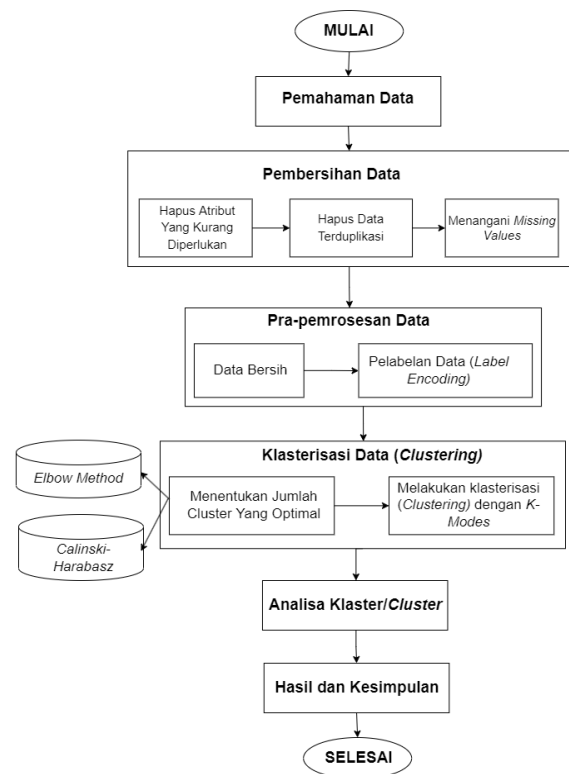 MULAI
Pemahaman Data
Pembersihan Data
Hapus Atribut
Yang Kurang
Diperlukan
Hapus Data
Terduplikasi
Menangani Missing
Values
Pra-pemrosesan Data
Data Bersih
Pelabelan Data (Label
Encoding)
Klasterisasi Data (Clustering)
Elbow Method
Calinski-
Harabasz
Menentukan Jumlah
Cluster Yang Optimal
Melakukan klasterisasi
(Clustering) dengan K-
Modes
Analisa Klaster/Cluster
Hasil dan Kesimpulan
SELESAI